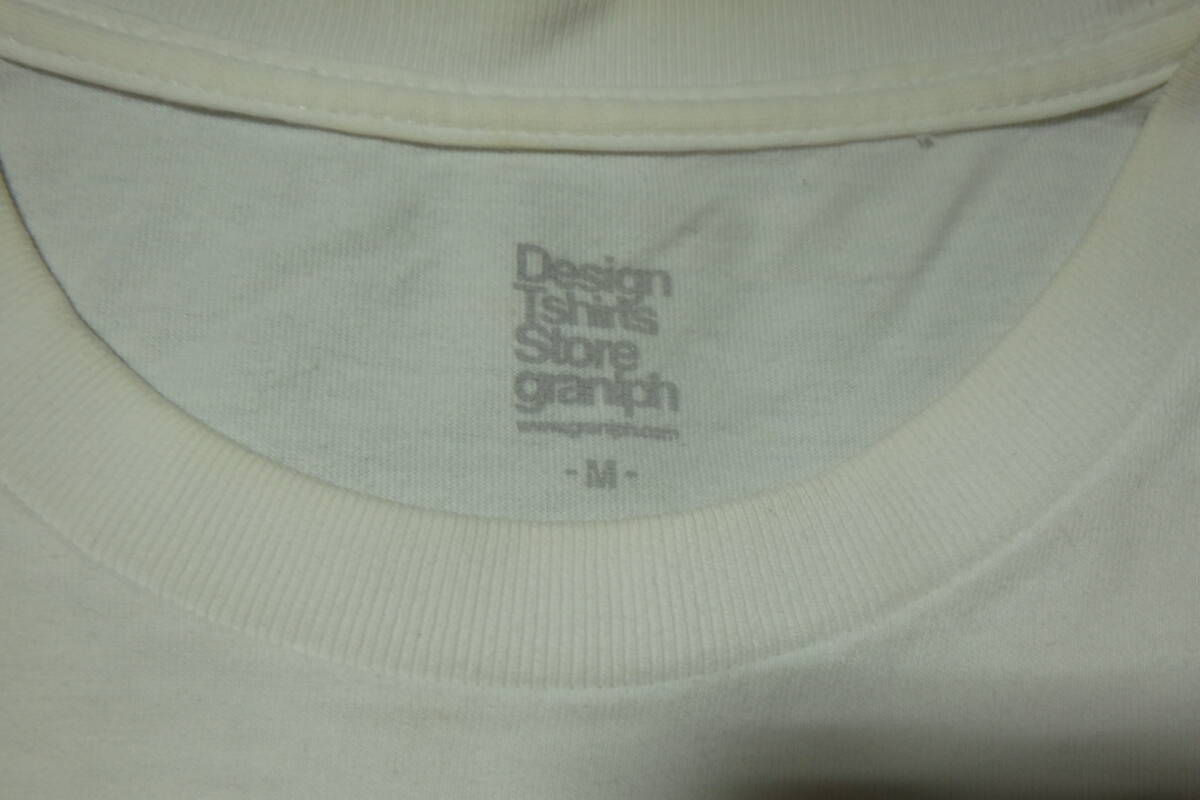 Design
Tshirts
Store
graniph
www.graniph.com
- M -